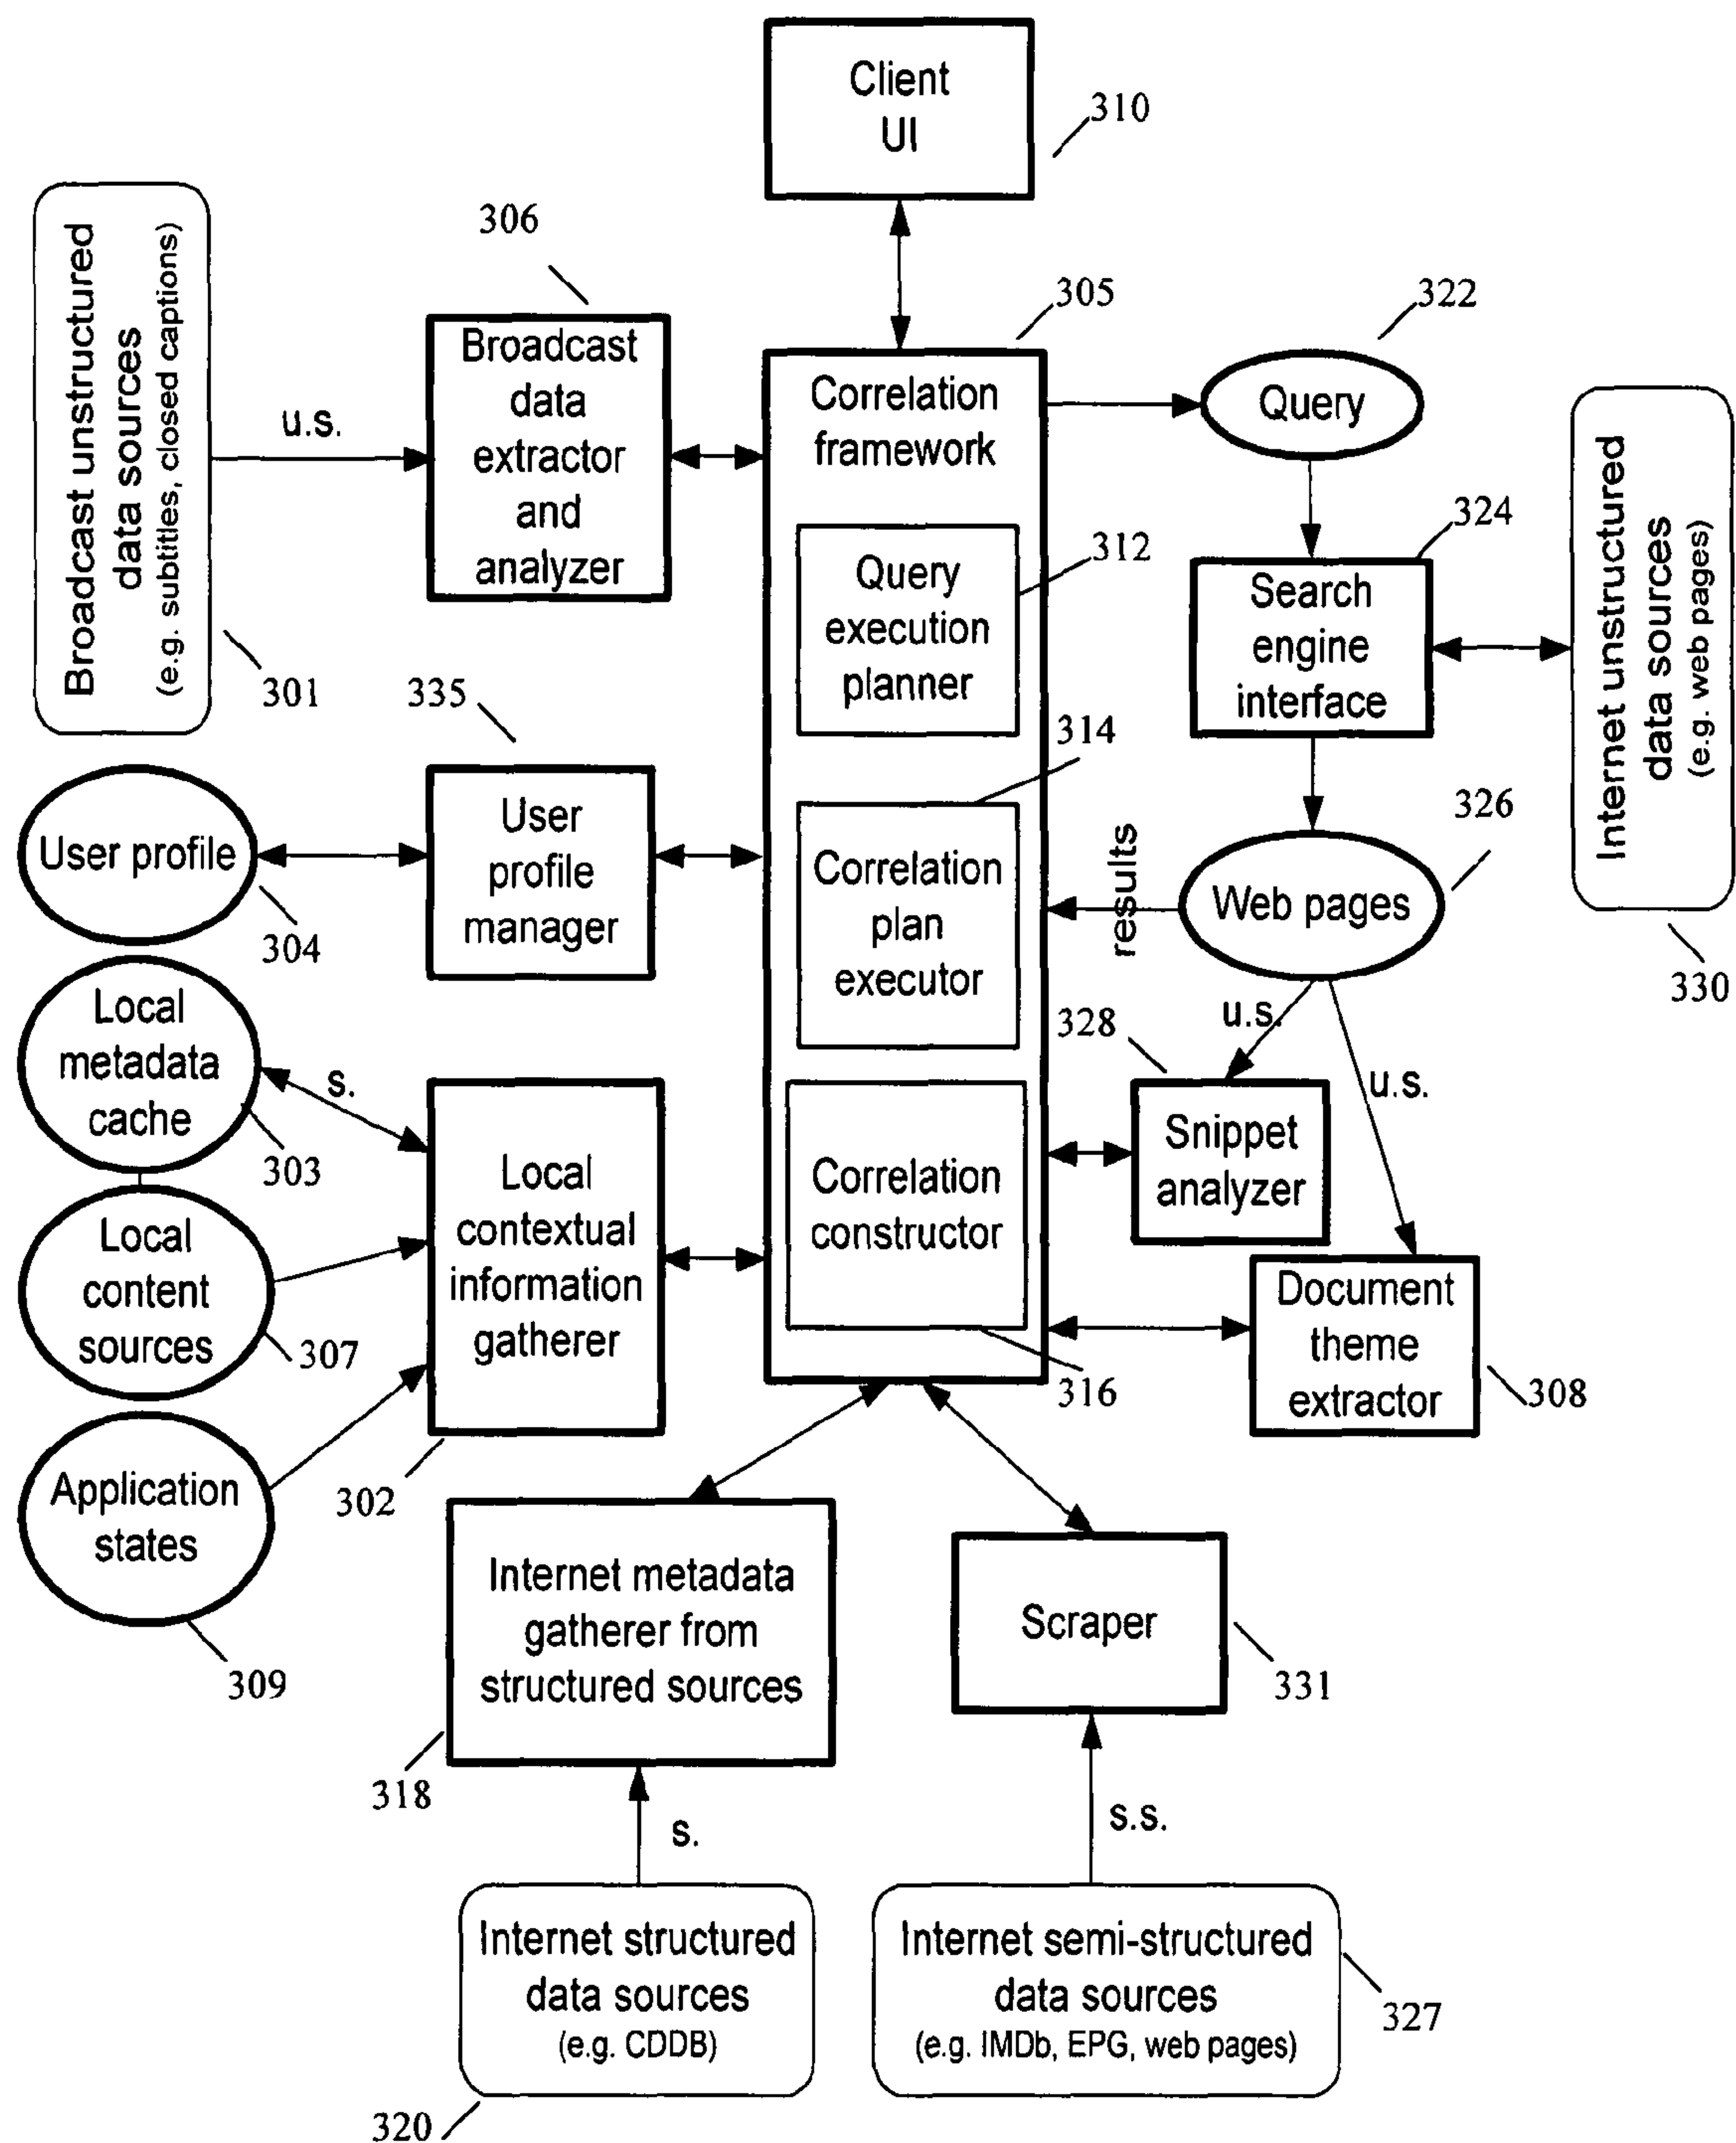 Client
UI
310
306
Broadcast unstructured
data sources
(e.g. subtitles, closed captions)
301
u.s.
Broadcast
data
extractor
and
analyzer
305
Correlation
framework
322
Query
312
Query
execution
planner
324
Search
engine
interface
Internet unstructured
data sources
(e.g. web pages)
330
335
User profile
304
User
profile
manager
314
Correlation
plan
executor
results
326
Web pages
Local
metadata
cache
303
s.
328
u.s.
u.s.
Snippet
analyzer
Local
contextual
information
gatherer
302
Correlation
constructor
316
Local
content
sources
307
Document
theme
extractor
308
Application
states
309
Internet metadata
gatherer from
structured sources
318
Scraper
331
s.
s.s.
Internet structured
data sources
(e.g. CDDB)
320
Internet semi-structured
data sources
(e.g. IMDb, EPG, web pages)
327